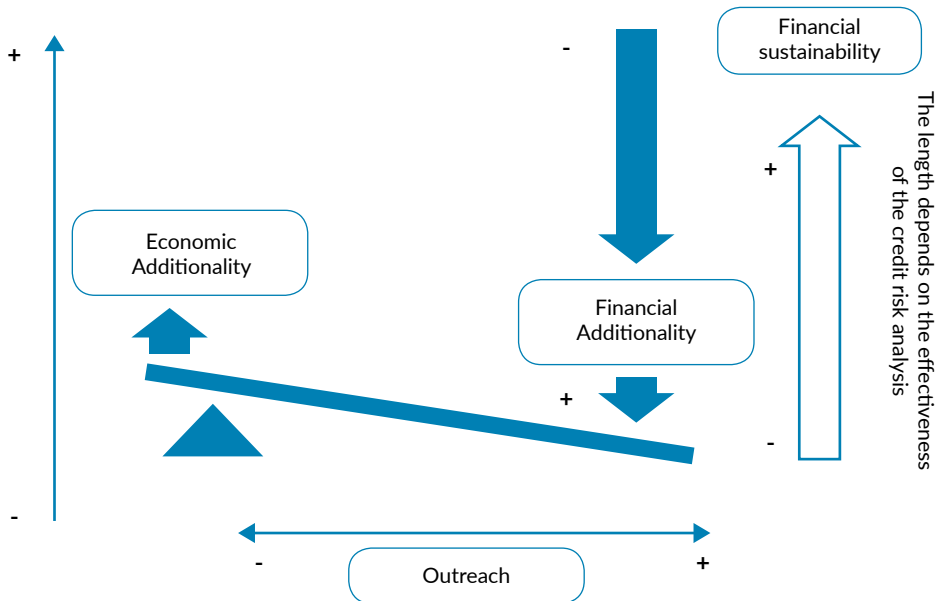 +
-
Financial
sustainability
The length depends on the effectiveness
of the credit risk analysis
+
Economic
Additionality
Financial
Additionality
+
-
-
-
+
Outreach